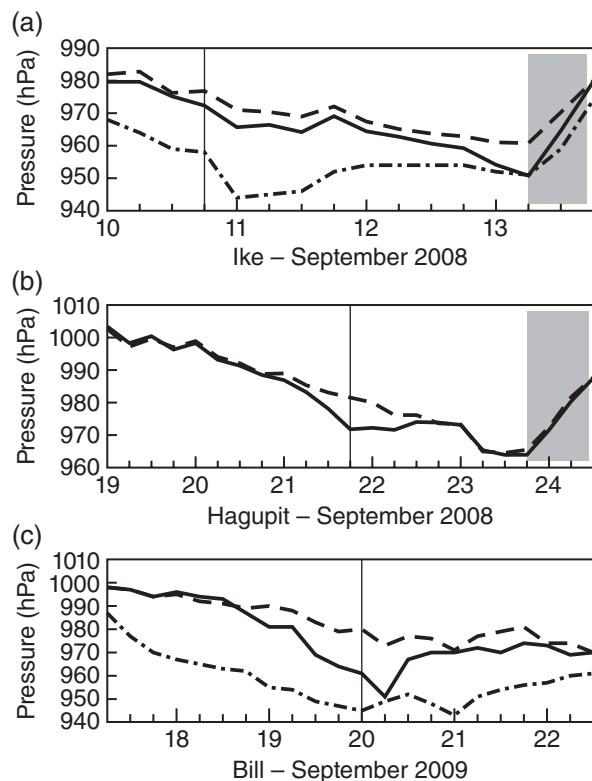 (a)
990
980
970
960
950
940
Pressure (hPa)
10 11 12 13
Ike – September 2008
(b)
1010
1000
990
980
970
960
Pressure (hPa)
19 20 21 22 23 24
Hagupit – September 2008
(c)
1010
1000
990
980
970
960
950
940
Pressure (hPa)
18 19 20 21 22
Bill – September 2009